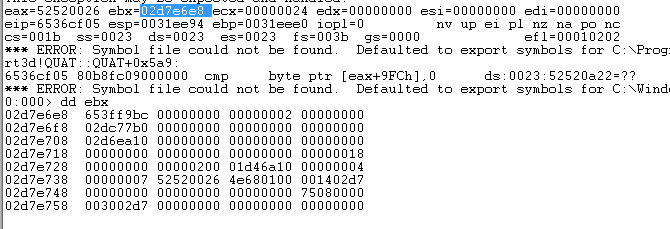 eax=52520026 ebx=02d7e6e8 ecx=00000024 edx=00000000 esi=00000000 edi=00000000
eip=6536cf05 esp=0031ee94 ebp=0031eee0 iopl=0 nv up ei pl nz na po nc
cs=001b ss=0023 ds=0023 es=0023 fs=003b gs=0000 efl=00010202
*** ERROR: Symbol file could not be found. Defaulted to export symbols for C:\Prog
rt3d!QUAT::QUAT+0x5a9:
6536cf05 80b8fc09000000 cmp byte ptr [eax+9FCh],0 ds:0023:52520a22=??
*** ERROR: Symbol file could not be found. Defaulted to export symbols for C:\Wind
0:000> dd ebx
02d7e6e8 653ff9bc 00000000 00000002 00000000
02d7e6f8 02dc77b0 00000000 00000000 00000000
02d7e708 02d6ea10 00000000 00000000 00000000
02d7e718 00000000 00000000 00000000 00000018
02d7e728 00000000 00000200 01d46a10 00000004
02d7e738 00000007 52520026 4e680100 001402d7
02d7e748 00000000 00000000 00000000 75080000
02d7e758 003002d7 00000000 00000000 00000000